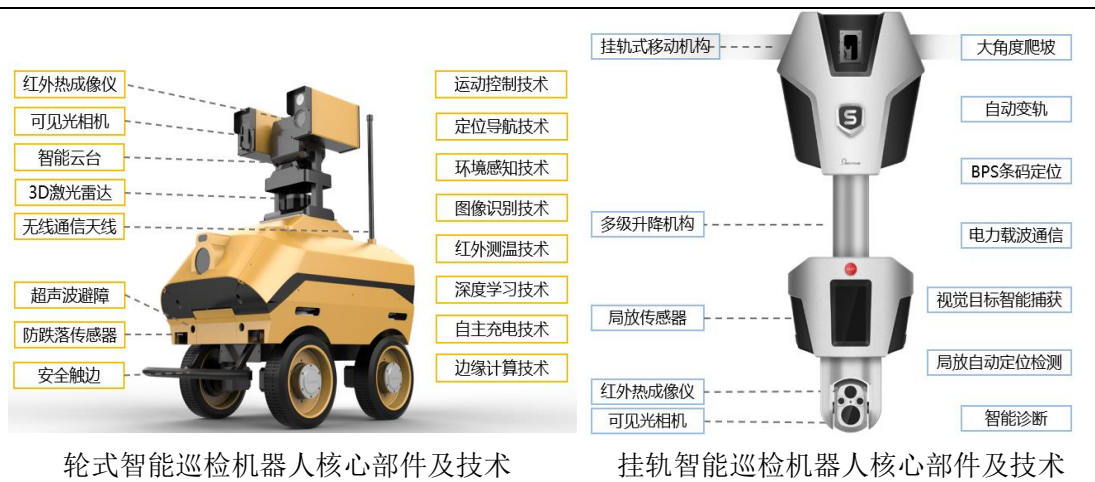 红外热成像仪
可见光相机
智能云台
3D激光雷达
无线通信天线
超声波避障
防跌落传感器
安全触边
运动控制技术
定位导航技术
环境感知技术
图像识别技术
红外测温技术
深度学习技术
自主充电技术
边缘计算技术
轮式智能巡检机器人核心部件及技术
挂轨式移动机构
多级升降机构
局放传感器
红外热成像仪
可见光相机
S
大角度爬坡
自动变轨
BPS条码定位
电力载波通信
视觉目标智能捕获
局放自动定位检测
智能诊断
挂轨智能巡检机器人核心部件及技术